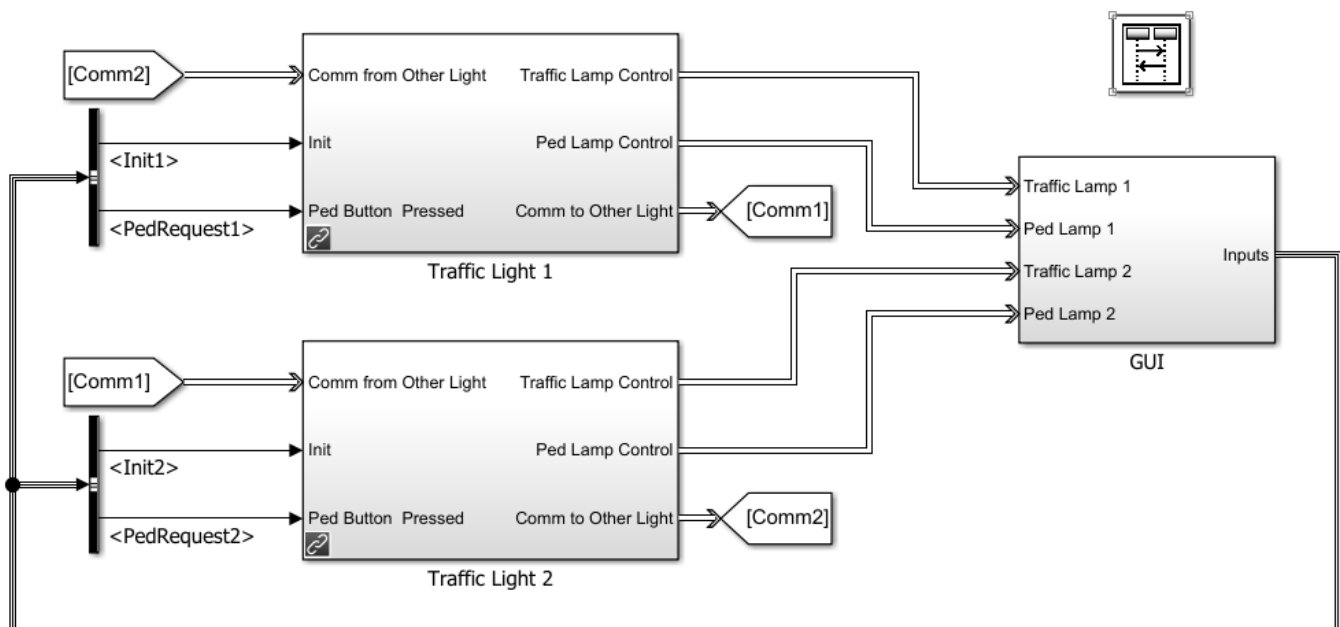 [Comm2]
Comm from Other Light
Traffic Lamp Control
Init
Ped Lamp Control
<Init1>
Ped Button  Pressed
Comm to Other Light
[Comm1]
<PedRequest1>
Traffic Light 1
Traffic Lamp 1
Ped Lamp 1
Inputs
Traffic Lamp 2
Ped Lamp 2
GUI
[Comm1]
Comm from Other Light
Traffic Lamp Control
Init
Ped Lamp Control
<Init2>
Ped Button  Pressed
Comm to Other Light
[Comm2]
<PedRequest2>
Traffic Light 2